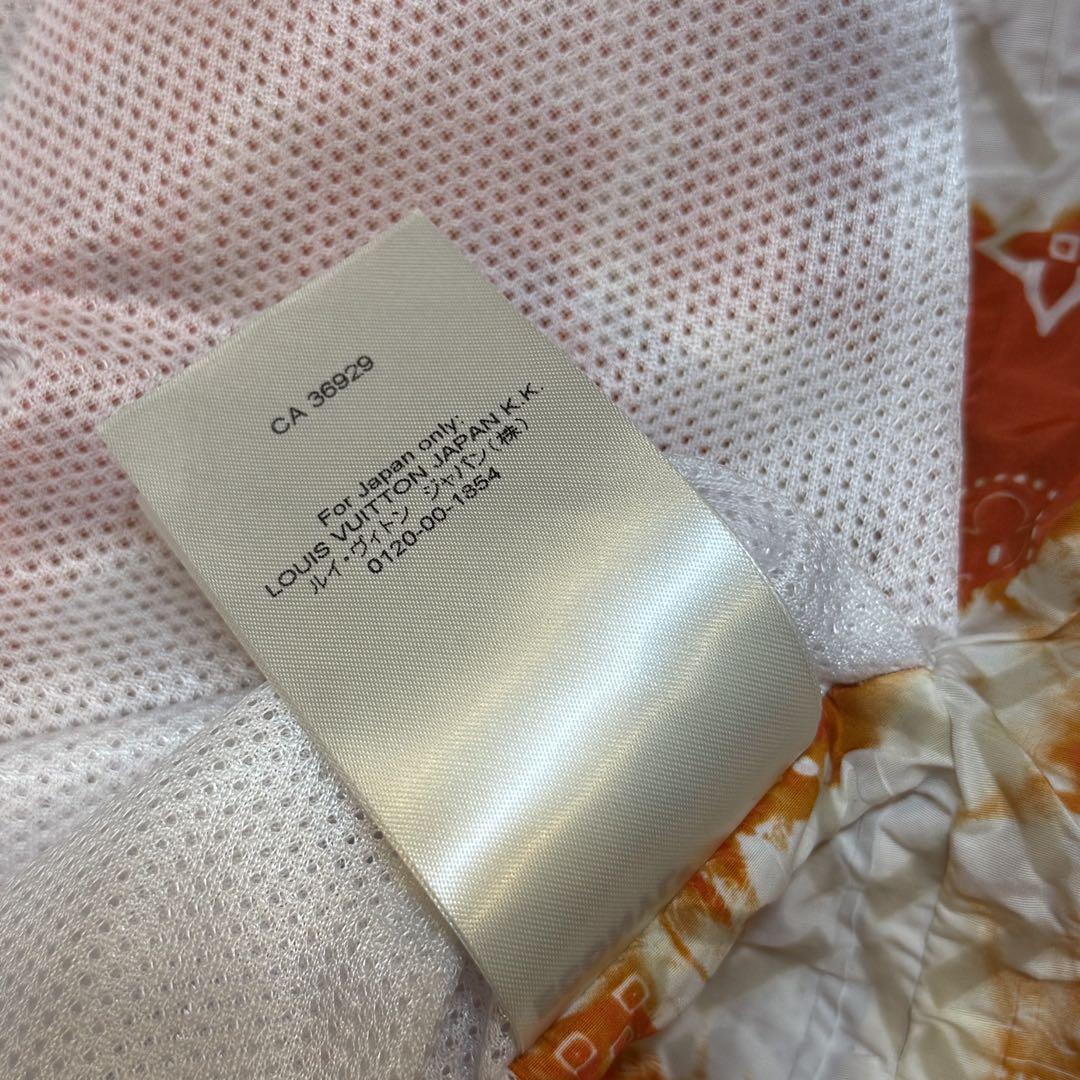 CA 36929
For Japan only:
LOUIS VUITTON JAPAN K.K.
ルイ・ヴィトン ジャパン(株)
0120-00-1854